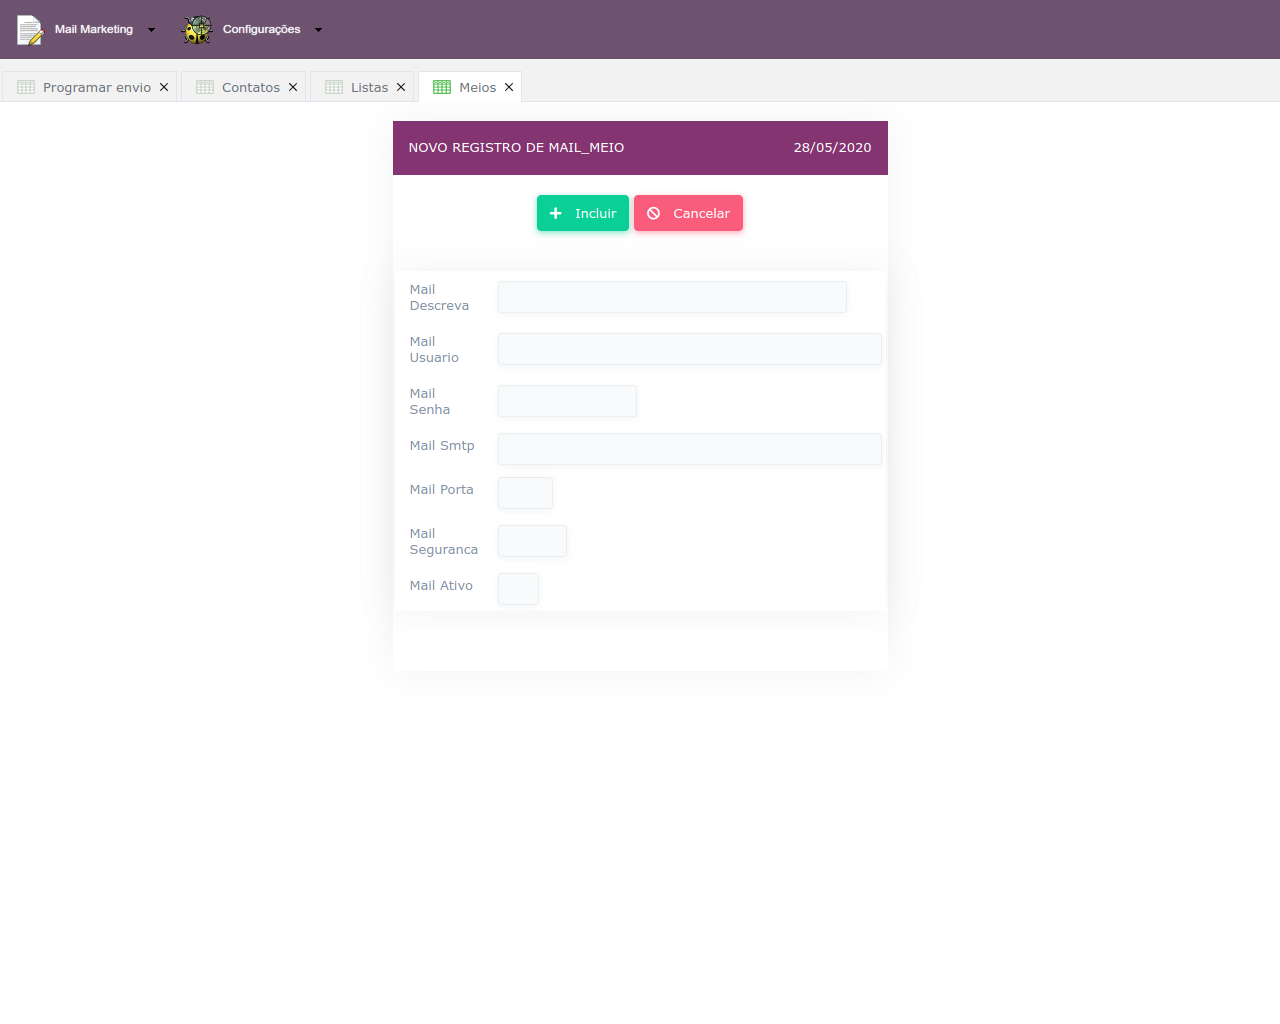 Mail Marketing Configurações
Programar envio Contatos Listas Meios
NOVO REGISTRO DE MAIL_MEIO 28/05/2020
Incluir Cancelar
Mail
Descreva
Mail
Usuario
Mail
Senha
Mail Smtp
Mail Porta
Mail
Seguranca
Mail Ativo